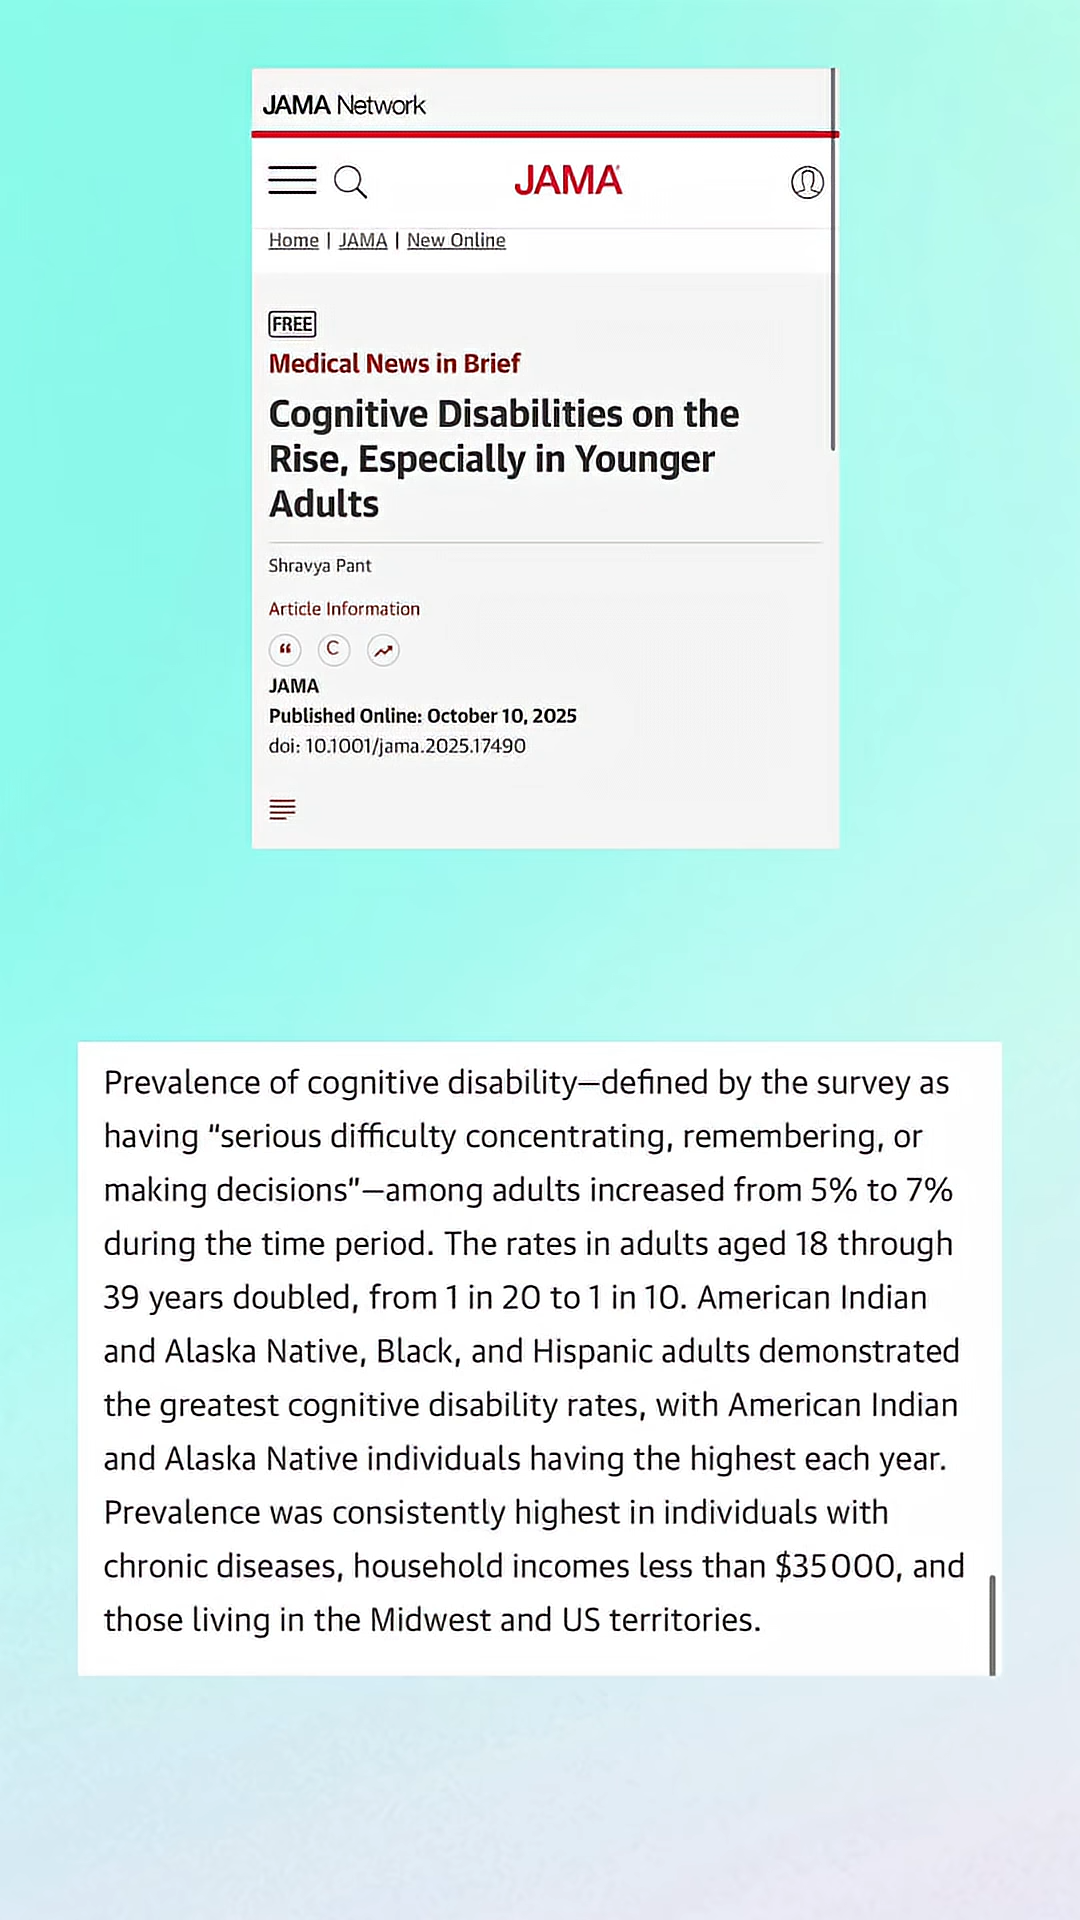 JAMA Network
JAMA
Home | JAMA | New Online
FREE
Medical News in Brief
Cognitive Disabilities on the
Rise, Especially in Younger
Adults
Shravya Pant
Article Information
“ C
JAMA
Published Online: October 10, 2025
doi: 10.1001/jama.2025.17490
Prevalence of cognitive disability—defined by the survey as
having “serious difficulty concentrating, remembering, or
making decisions”—among adults increased from 5% to 7%
during the time period. The rates in adults aged 18 through
39 years doubled, from 1 in 20 to 1 in 10. American Indian
and Alaska Native, Black, and Hispanic adults demonstrated
the greatest cognitive disability rates, with American Indian
and Alaska Native individuals having the highest each year.
Prevalence was consistently highest in individuals with
chronic diseases, household incomes less than $35 000, and
those living in the Midwest and US territories.